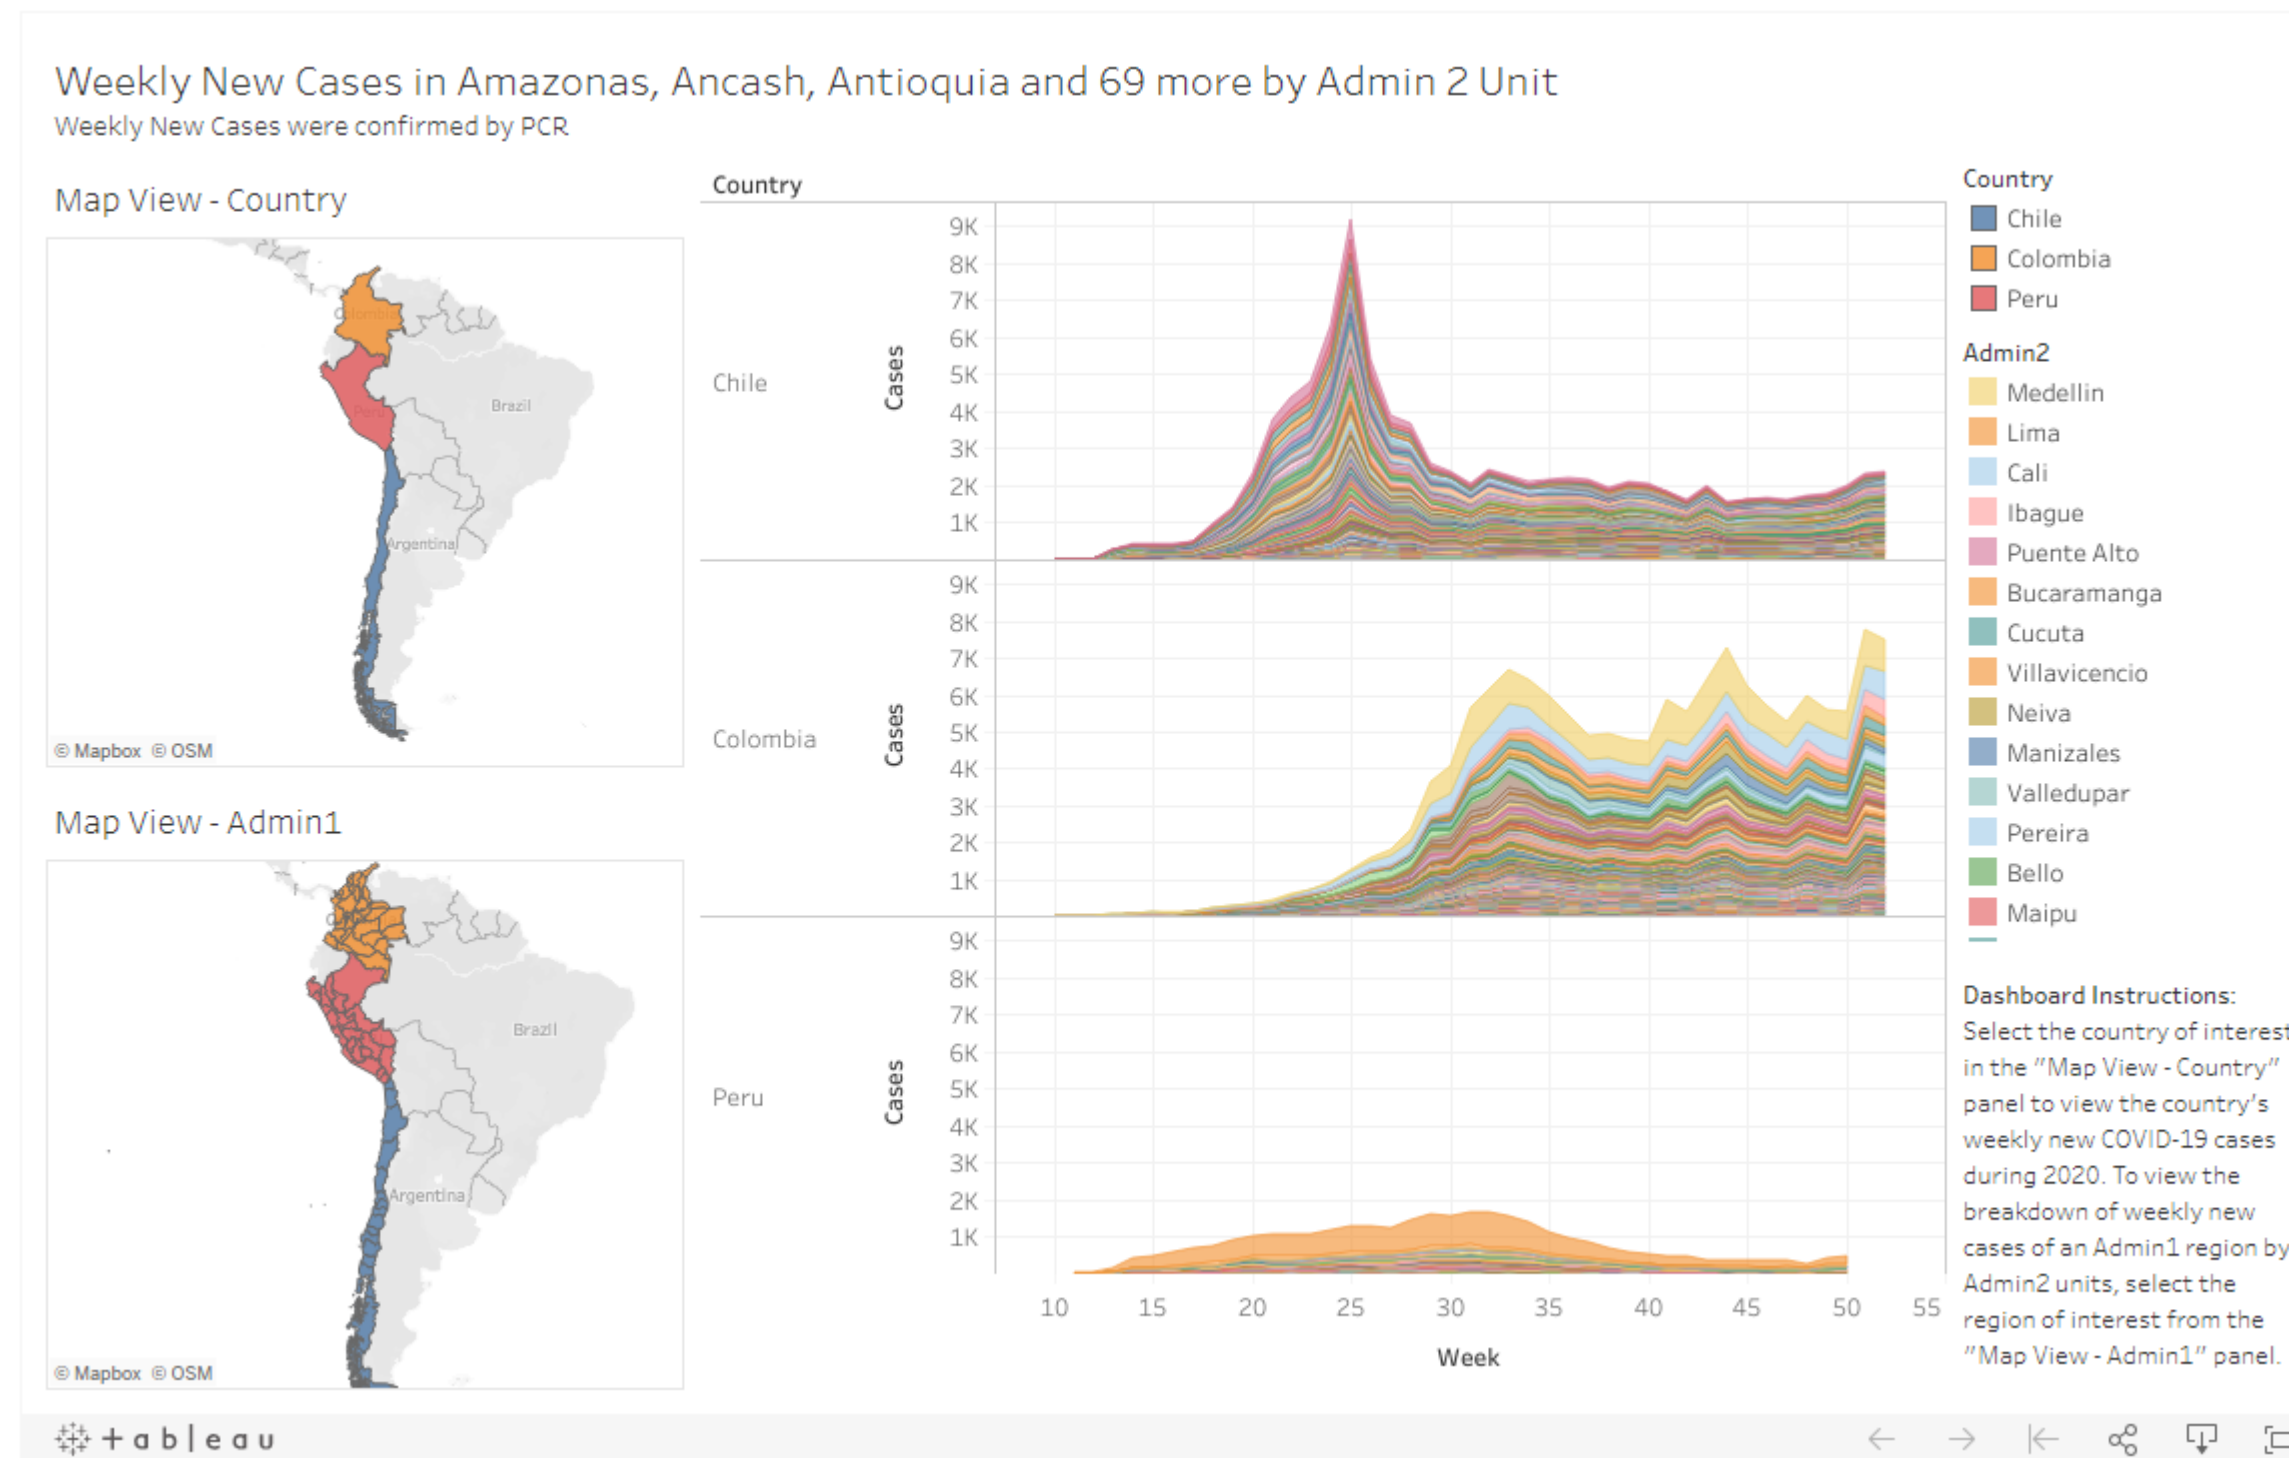 Weekly New Cases in Amazonas, Ancash, Antioquia and 69 more by Admin 2 Unit
Weekly New Cases were confirmed by PCR
Map View - Country
Colombia
Peru
Brazil
Argentina
© Mapbox © OSM
Map View - Admin1
Brazil
Argentina
© Mapbox © OSM
Country
Chile
Cases
9K
8K
7K
6K
5K
4K
3K
2K
1K
Colombia
Cases
9K
8K
7K
6K
5K
4K
3K
2K
1K
Peru
Cases
9K
8K
7K
6K
5K
4K
3K
2K
1K
10 15 20 25 30 35 40 45 50 55
Week
Country
Chile
Colombia
Peru
Admin2
Medellin
Lima
Cali
Ibague
Puente Alto
Bucaramanga
Cucuta
Villavicencio
Neiva
Manizales
Valledupar
Pereira
Bello
Maipu
Dashboard Instructions:
Select the country of interest
in the "Map View - Country"
panel to view the country's
weekly new COVID-19 cases
during 2020. To view the
breakdown of weekly new
cases of an Admin1 region by
Admin2 units, select the
region of interest from the
"Map View - Admin1" panel.
+ableau